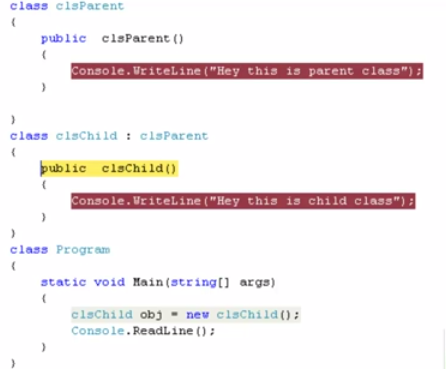 class clsParent
{
public clsParent()
{
Console.WriteLine("Hey this is parent class");
}
}
class clsChild : clsParent
{
public clsChild()
{
Console.WriteLine("Hey this is child class");
}
}
class Program
{
static void Main(string[] args)
{
clsChild obj = new clsChild();
Console.ReadLine();
}
}